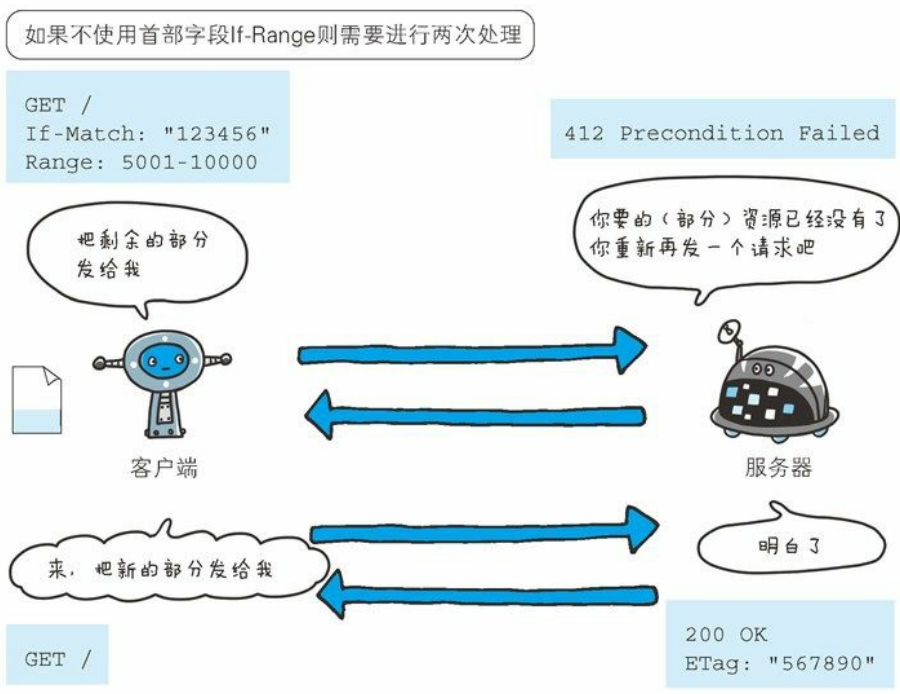 如果不使用首部字段If-Range则需要进行两次处理
GET /
If-Match: "123456"
Range: 5001-10000
412 Precondition Failed
把剩余的部分
发给我
你要的（部分）资源已经没有了
你重新再发一个请求吧
客户端
服务器
来，把新的部分发给我
明白了
GET /
200 OK
ETag: "567890"